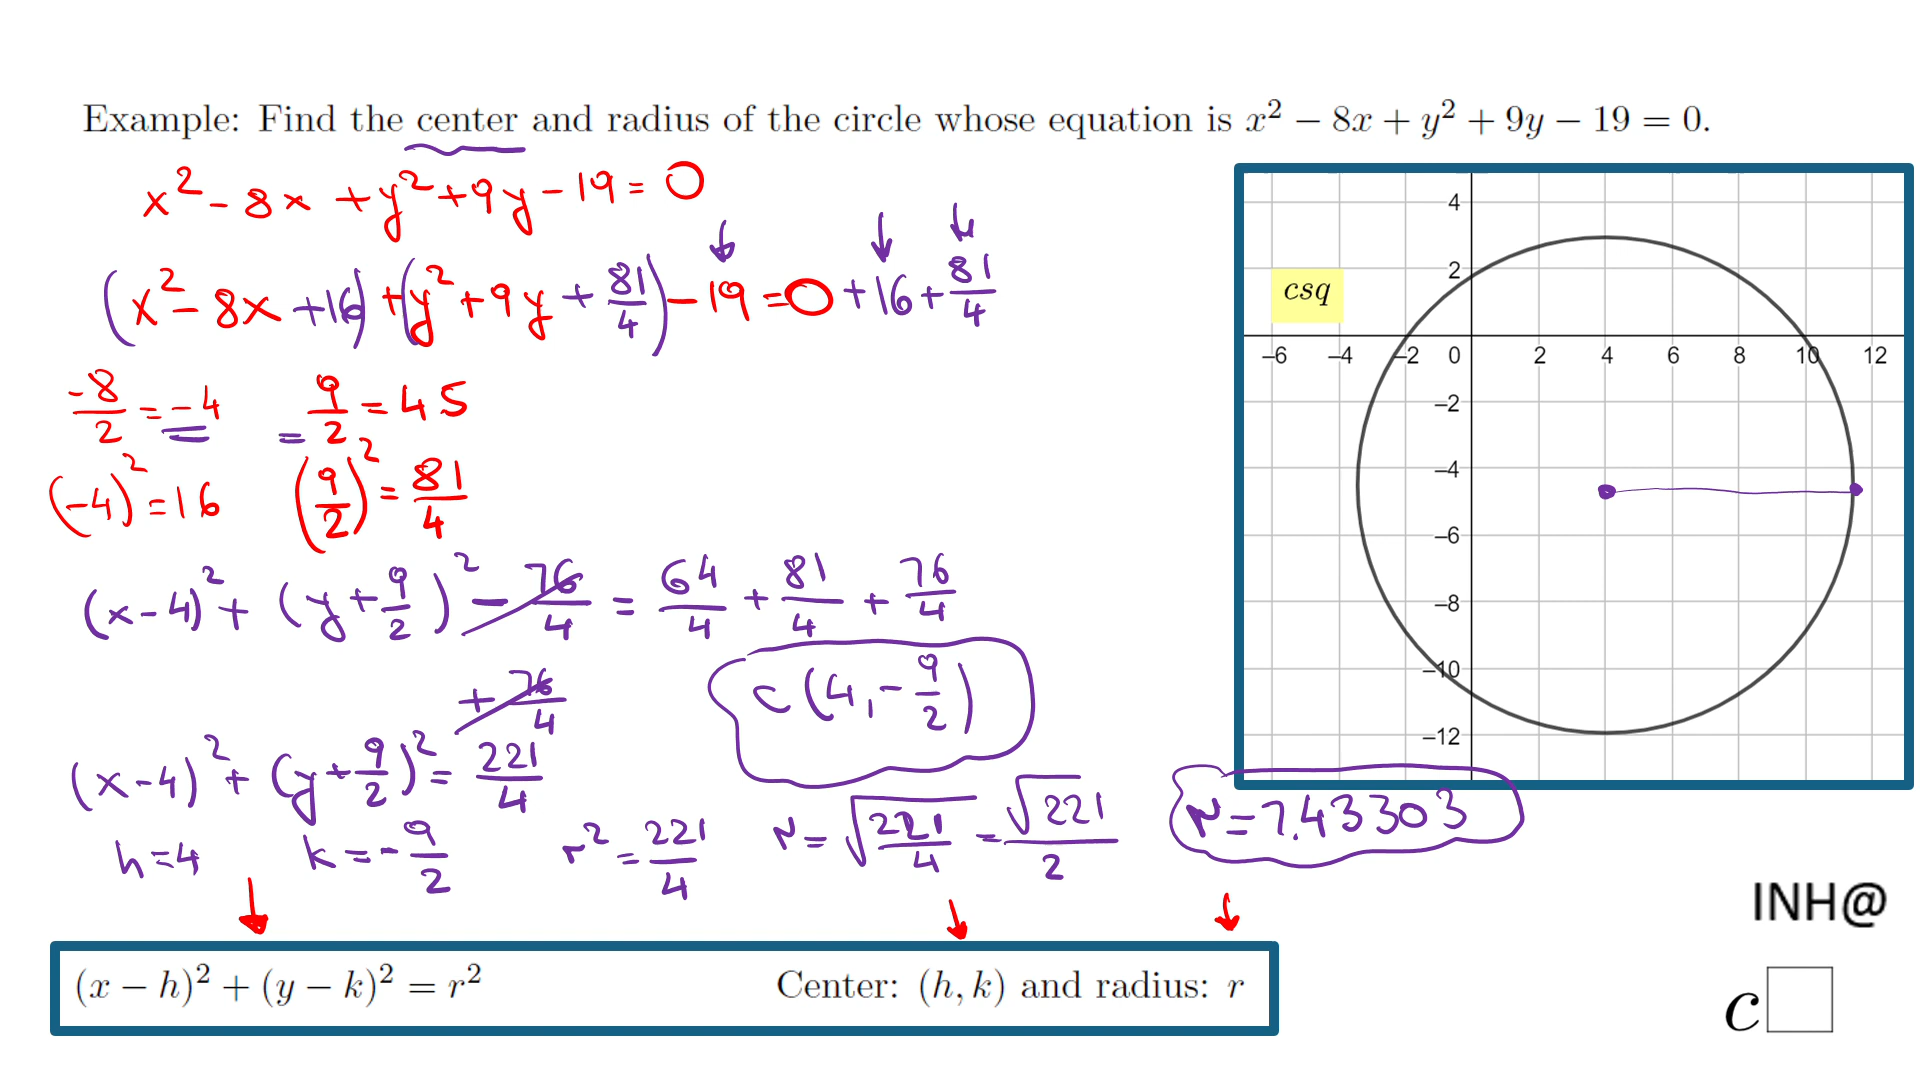 Example: Find the center and radius of the circle whose equation is x² − 8x + y² + 9y − 19 = 0.
x² - 8x + y² + 9y - 19 = 0
(x² - 8x + 16) + (y² + 9y + 81/4) - 19 = 0 + 16 + 81/4
-8/2 = -4
9/2 = 45
(-4)² = 16
(9/2)² = 81/4
(x-4)² + (y+9/2)² - 76/4 = 64/4 + 81/4 + 76/4
+ 76/4
C(4, -9/2)
(x-4)² + (y+9/2)² = 221/4
h=4
k = -9/2
r² = 221/4
r = √(221/4) = √221/2
r = 7.43303
(x − h)² + (y − k)² = r²
Center: (h, k) and radius: r
csq
4
2
−6 −4 −2 0 2 4 6 8 10 12
−2
−4
−6
−8
−10
−12
INH@
c